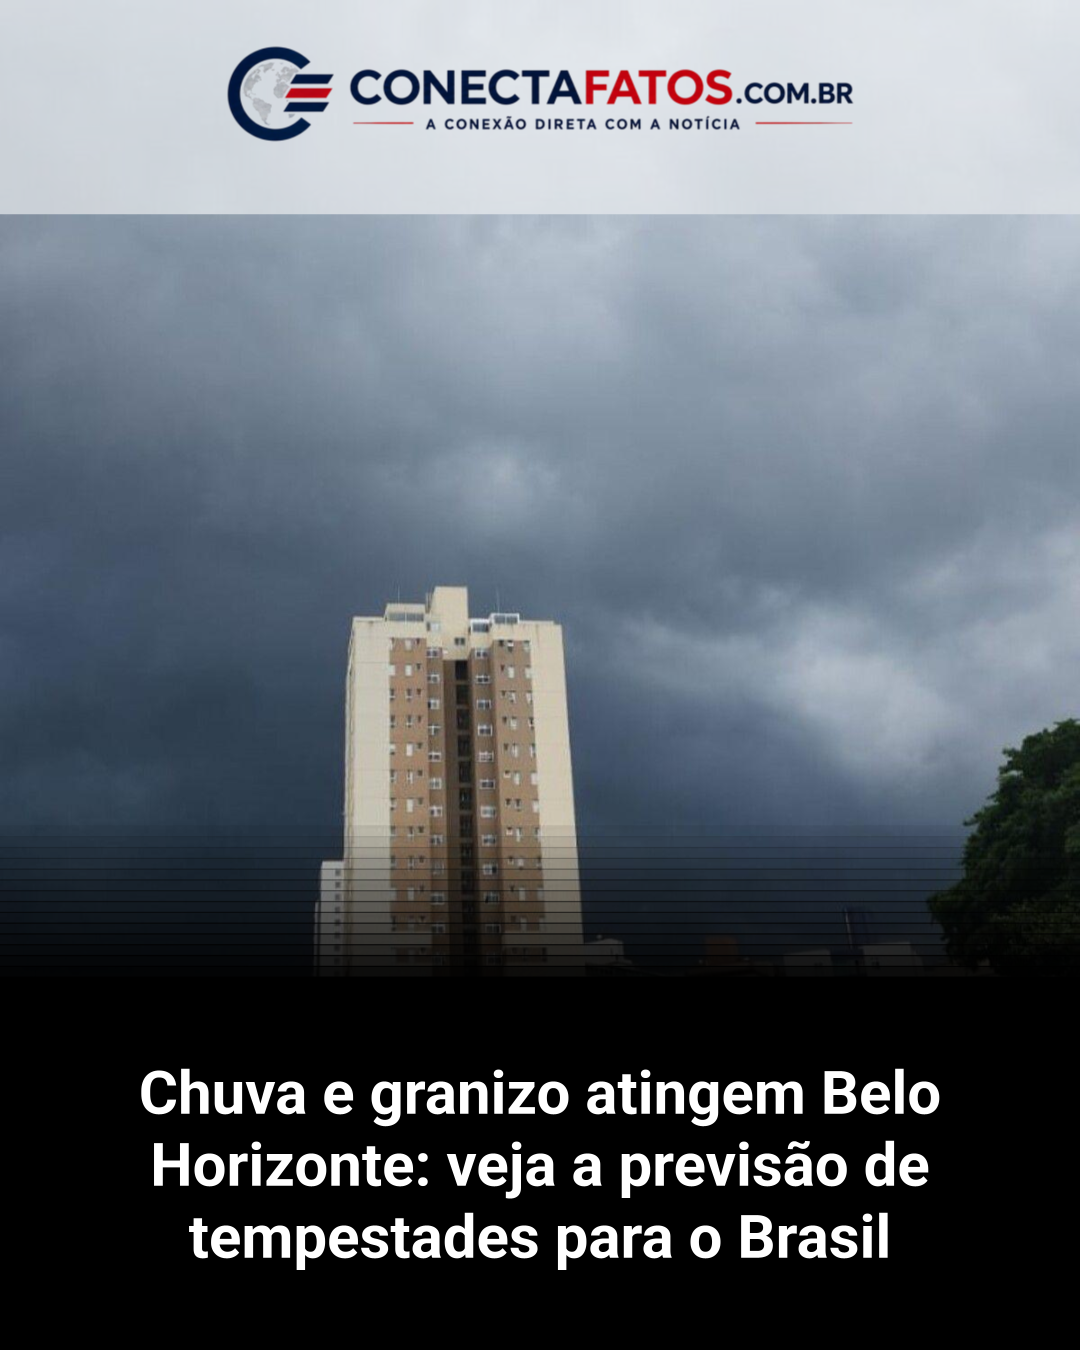 CONECTAFATOS.COM.BR
A CONEXÃO DIRETA COM A NOTÍCIA
Chuva e granizo atingem Belo
Horizonte: veja a previsão de
tempestades para o Brasil